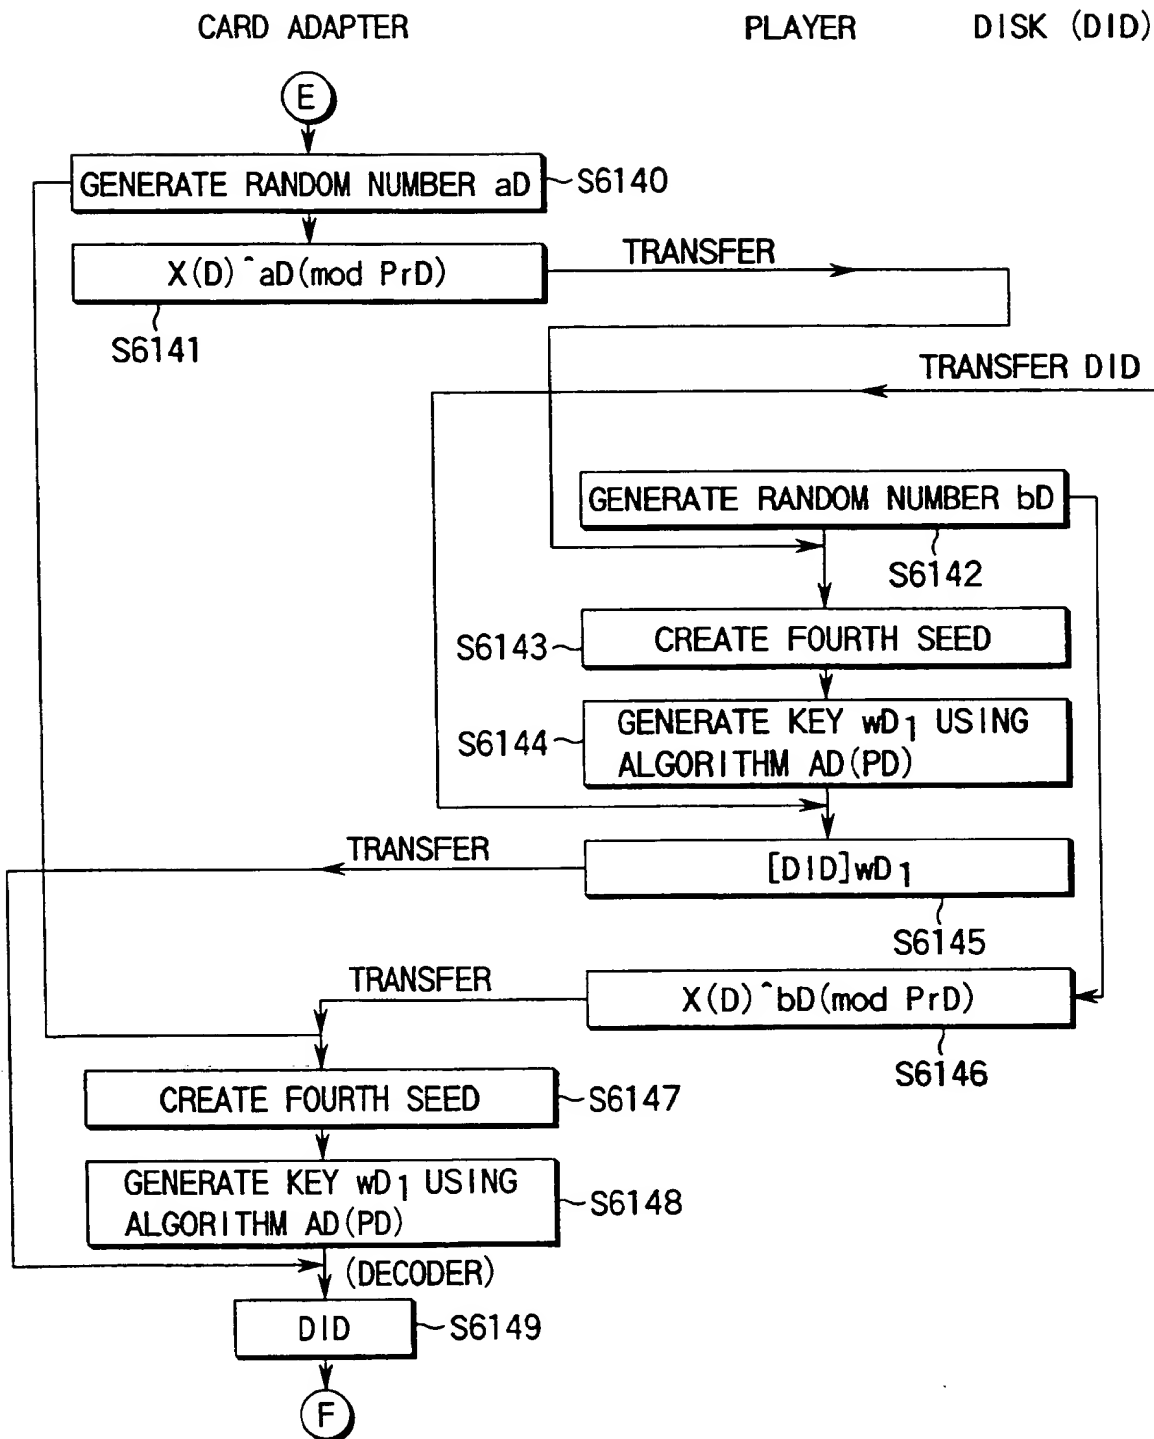 CARD ADAPTER PLAYER DISK (DID)
E
GENERATE RANDOM NUMBER aD S6140
X(D)^aD(mod PrD) TRANSFER
S6141
TRANSFER DID
GENERATE RANDOM NUMBER bD
S6142
S6143 CREATE FOURTH SEED
S6144 GENERATE KEY wD1 USING
ALGORITHM AD(PD)
TRANSFER [DID]wD1
S6145
TRANSFER X(D)^bD(mod PrD)
S6146
CREATE FOURTH SEED S6147
GENERATE KEY wD1 USING
ALGORITHM AD(PD) S6148
(DECODER)
DID S6149
F